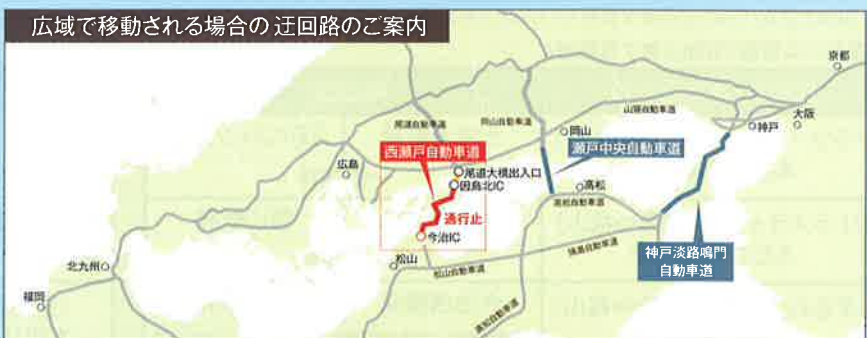 広域で移動される場合の迂回路のご案内
京都
大阪
神戸
山陽自動車道
岡山自動車道
尾道自動車道
岡山
瀬戸中央自動車道
西瀬戸自動車道
広島
尾道大橋出入口
因島北IC
通行止
今治IC
高松
高松自動車道
徳島自動車道
神戸淡路鳴門
自動車道
松山
松山自動車道
高知自動車道
北九州
福岡